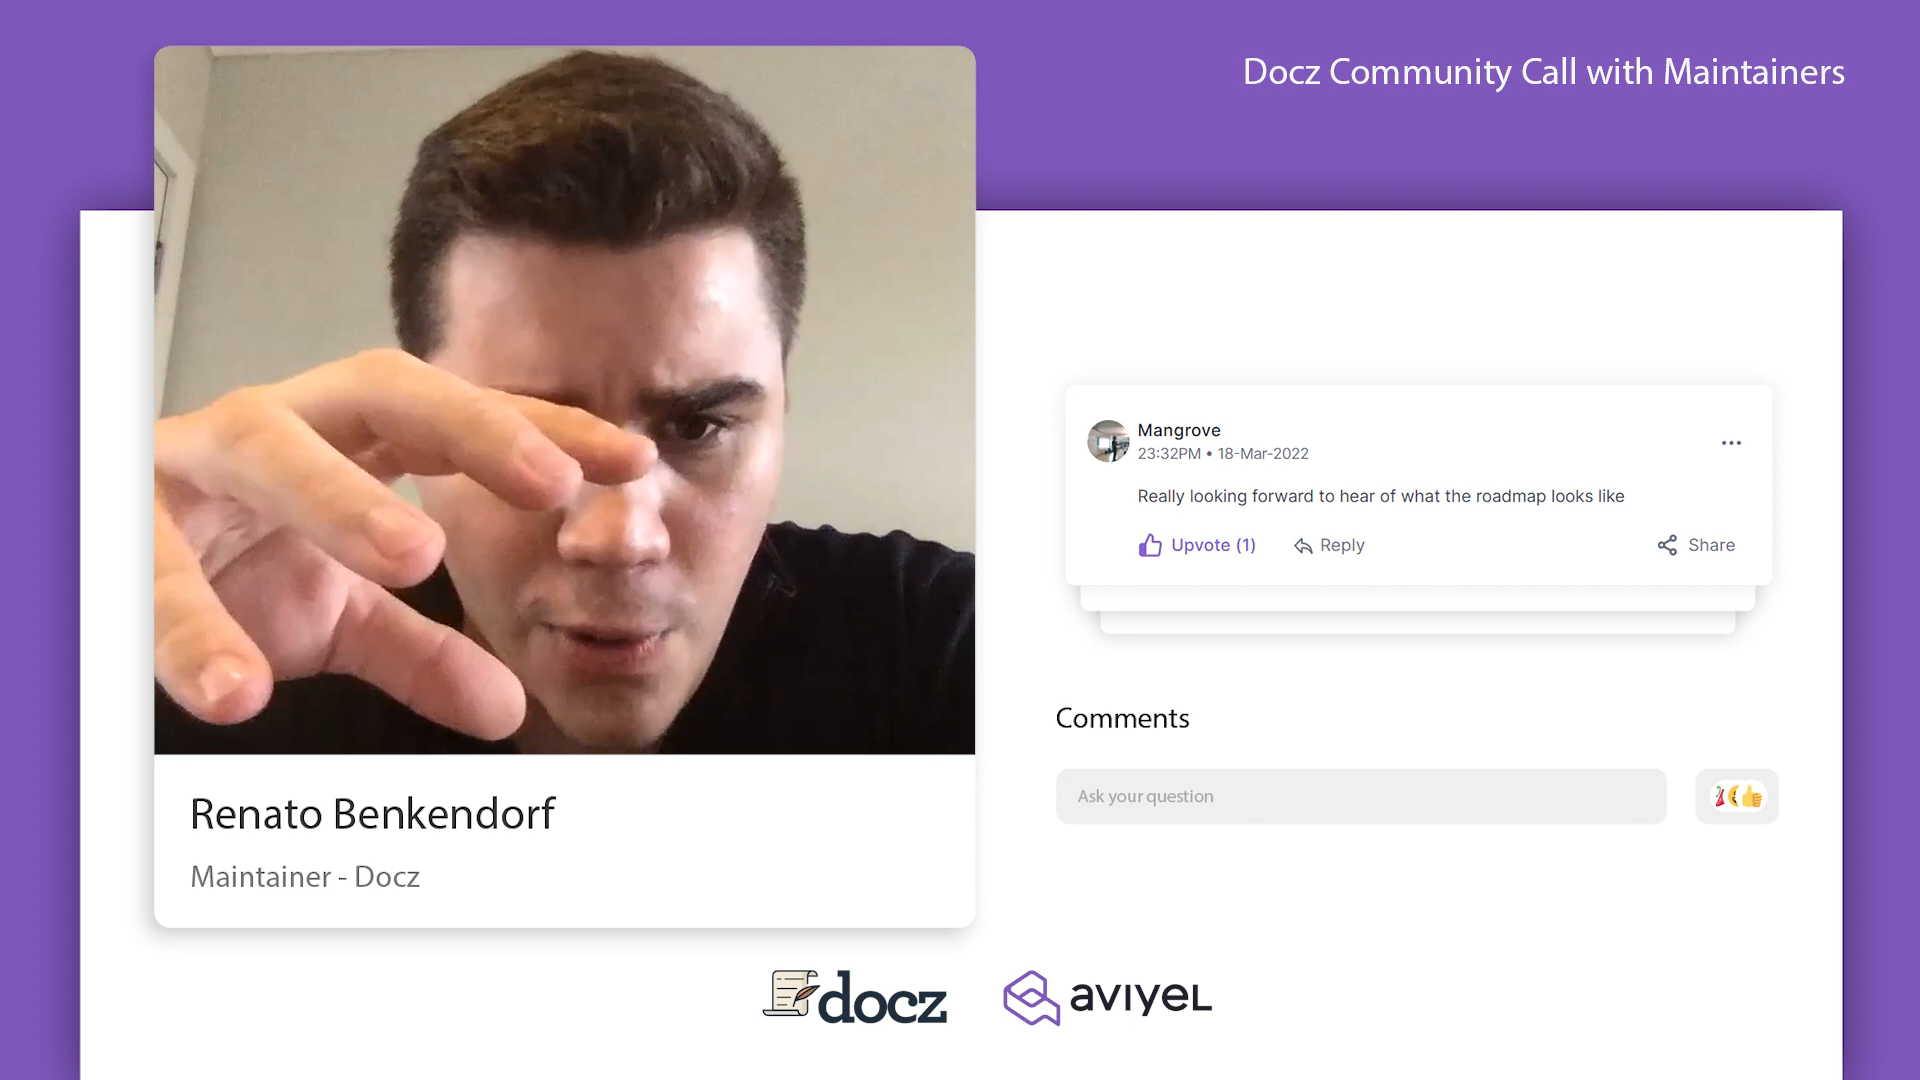 Docz Community Call with Maintainers
Renato Benkendorf
Maintainer - Docz
Mangrove
23:32PM • 18-Mar-2022
Really looking forward to hear of what the roadmap looks like
Upvote (1) Reply Share
Comments
Ask your question
docz aviyel